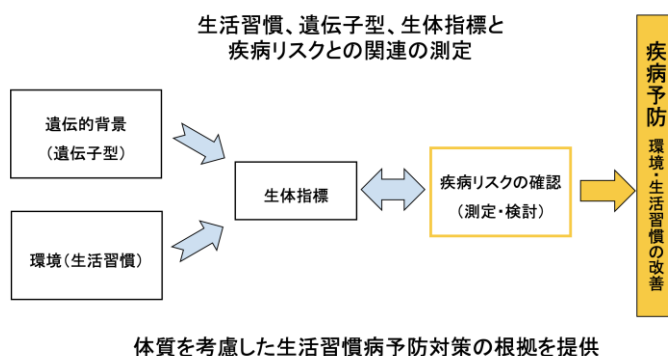 生活習慣、遺伝子型、生体指標と
疾病リスクとの関連の測定
遺伝的背景
（遺伝子型）
環境（生活習慣）
生体指標
疾病リスクの確認
（測定・検討）
疾病予防
環境・生活習慣の改善
体質を考慮した生活習慣病予防対策の根拠を提供